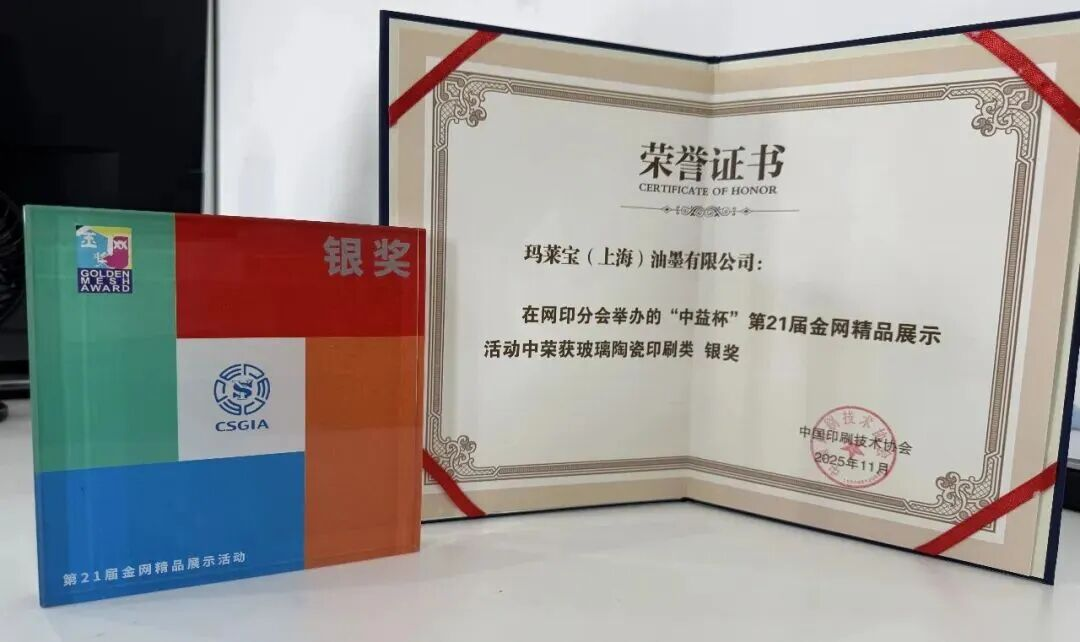 金
奖
GOLDEN
MESH
AWARD
银奖
CSGIA
第21届金网精品展示活动
荣誉证书
CERTIFICATE OF HONOR
玛莱宝（上海）油墨有限公司：
在网印分会举办的“中益杯”第21届金网精品展示
活动中荣获玻璃陶瓷印刷类 银奖
中国印刷技术协会
2025年11月